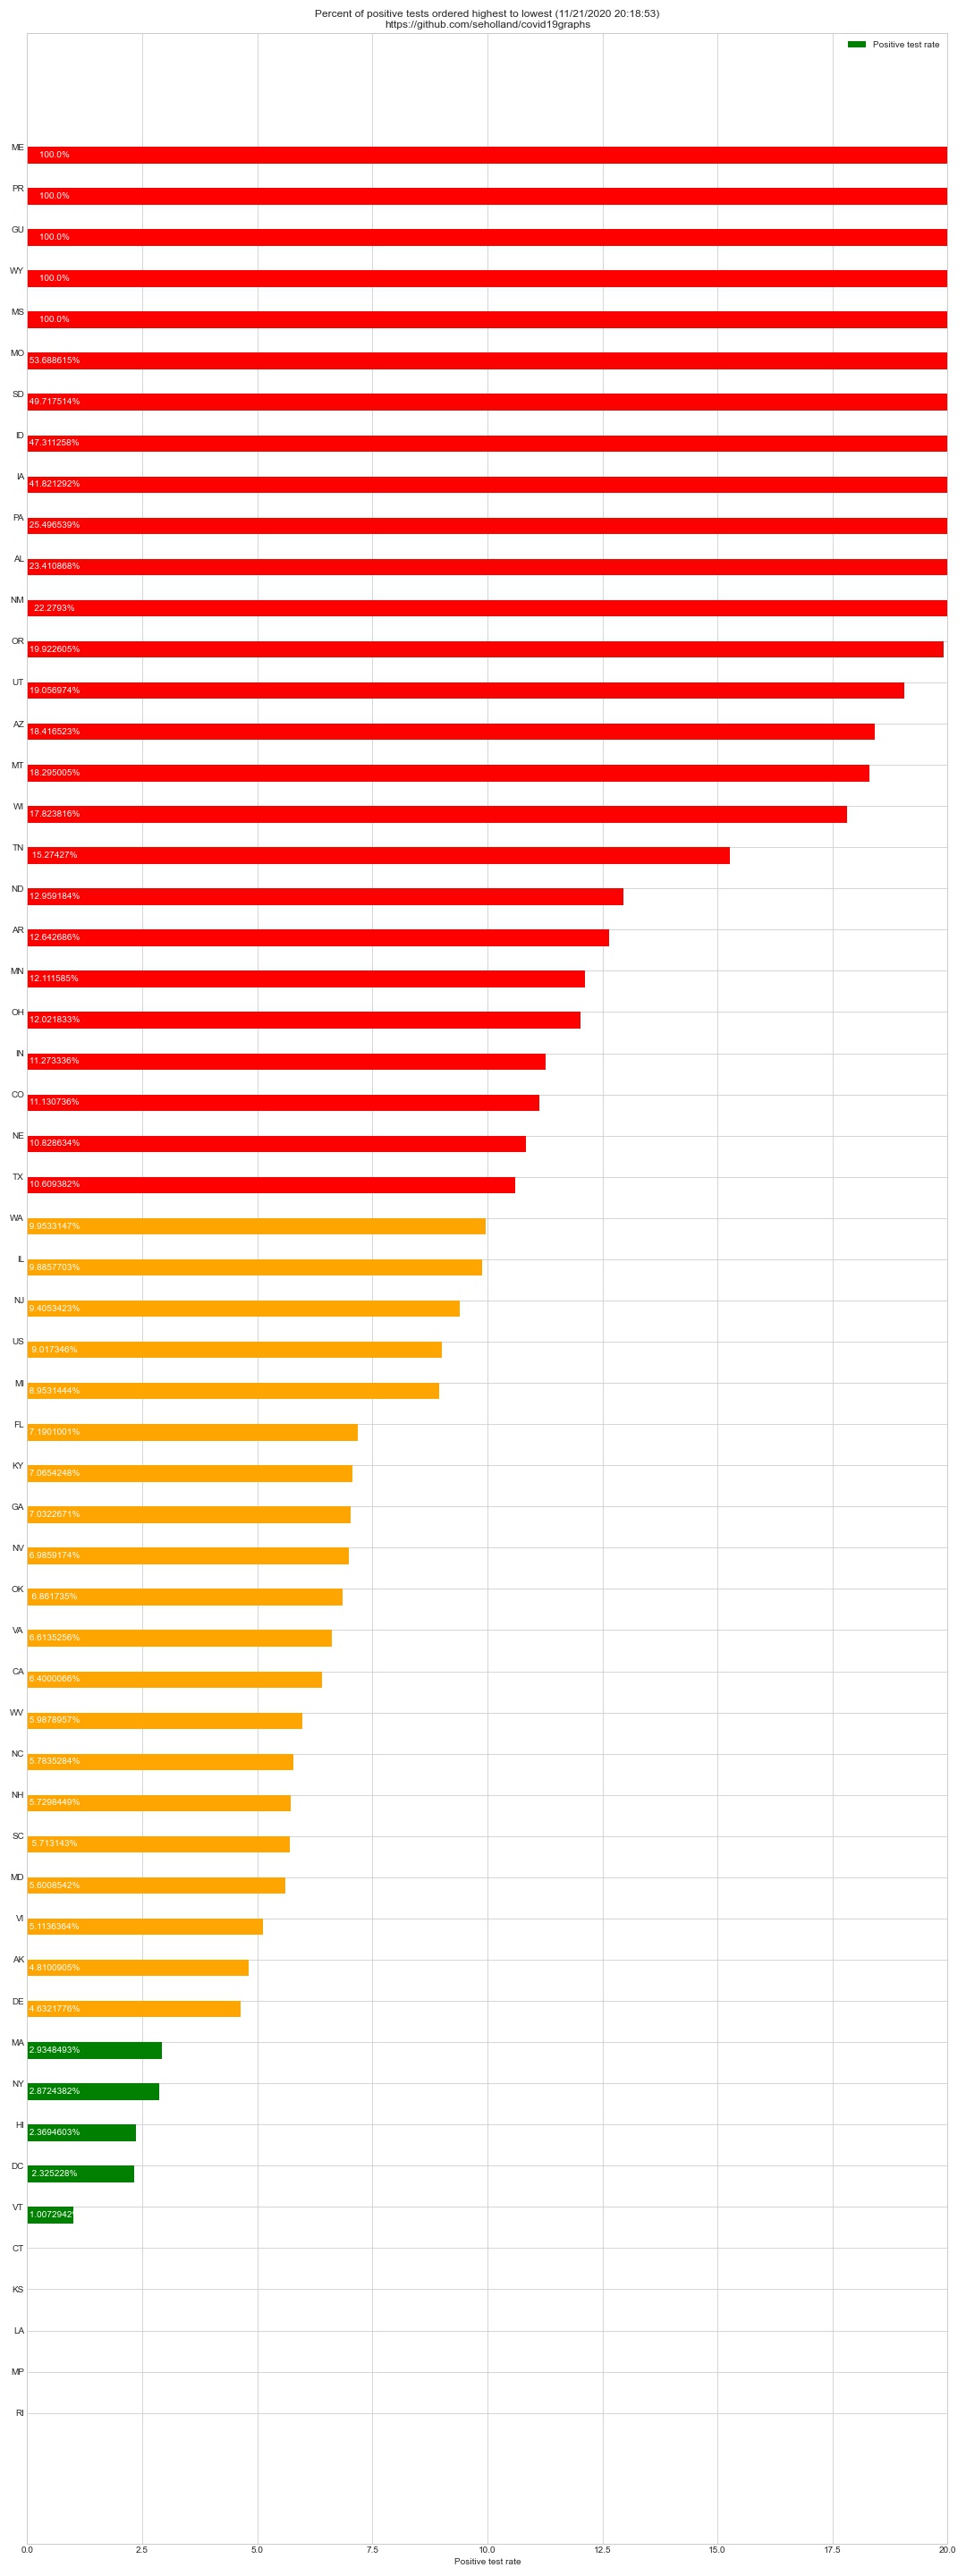 Percent of positive tests ordered highest to lowest (11/21/2020 20:18:53)
https://github.com/seholland/covid19graphs
Positive test rate
ME 100.0%
PR 100.0%
GU 100.0%
WY 100.0%
MS 100.0%
MO 53.688615%
SD 49.717514%
ID 47.311258%
IA 41.821292%
PA 25.496539%
AL 23.410868%
NM 22.2793%
OR 19.922605%
UT 19.056974%
AZ 18.416523%
MT 18.295005%
WI 17.823816%
TN 15.27427%
ND 12.959184%
AR 12.642686%
MN 12.111585%
OH 12.021833%
IN 11.273336%
CO 11.130736%
NE 10.828634%
TX 10.609382%
WA 9.9533147%
IL 9.8857703%
NJ 9.4053423%
US 9.017346%
MI 8.9531444%
FL 7.1901001%
KY 7.0654248%
GA 7.0322671%
NV 6.9859174%
OK 6.861735%
VA 6.6135256%
CA 6.4000066%
WV 5.9878957%
NC 5.7835284%
NH 5.7298449%
SC 5.713143%
MD 5.6008542%
VI 5.1136364%
AK 4.8100905%
DE 4.6321776%
MA 2.9348493%
NY 2.8724382%
HI 2.3694603%
DC 2.325228%
VT 1.0072942%
CT
KS
LA
MP
RI
0.0 2.5 5.0 7.5 10.0 12.5 15.0 17.5 20.0
Positive test rate